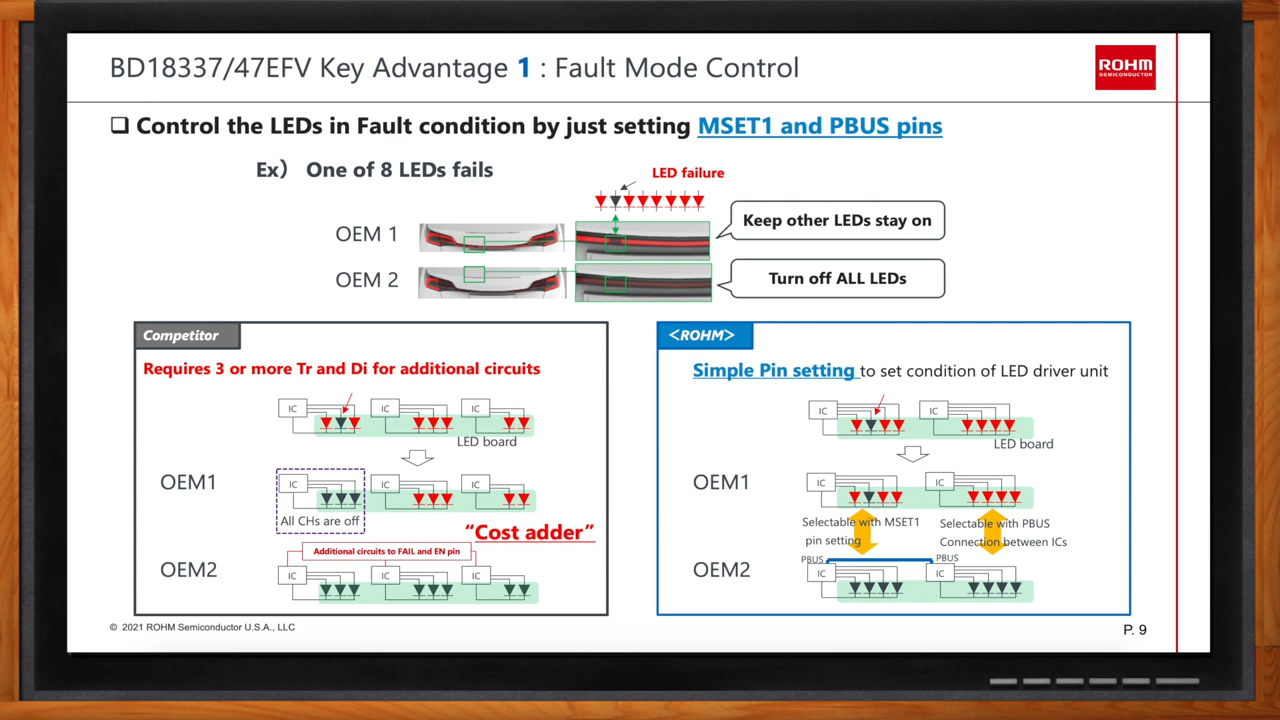 BD18337/47EFV Key Advantage 1 : Fault Mode Control
ROHM
SEMICONDUCTOR
Control the LEDs in Fault condition by just setting MSET1 and PBUS pins
Ex) One of 8 LEDs fails
LED failure
OEM 1
Keep other LEDs stay on
OEM 2
Turn off ALL LEDs
Competitor
Requires 3 or more Tr and Di for additional circuits
IC
IC
IC
LED board
OEM1
IC
IC
IC
All CHs are off
“Cost adder”
Additional circuits to FAIL and EN pin
OEM2
IC
IC
IC
<ROHM>
Simple Pin setting to set condition of LED driver unit
IC
IC
LED board
OEM1
IC
IC
Selectable with MSET1
pin setting
Selectable with PBUS
Connection between ICs
PBUS
PBUS
OEM2
IC
IC
© 2021 ROHM Semiconductor U.S.A., LLC
P. 9